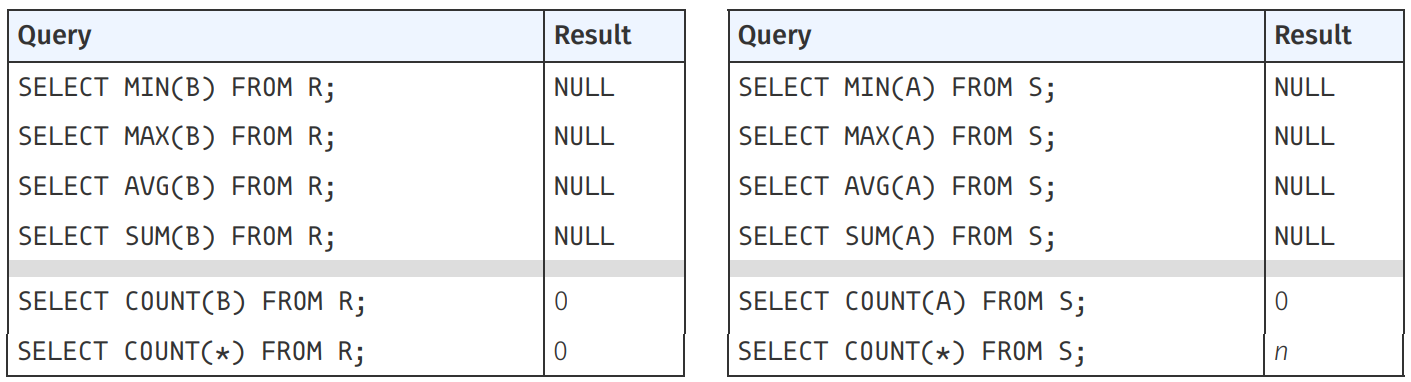 Query Result
SELECT MIN(B) FROM R; NULL
SELECT MAX(B) FROM R; NULL
SELECT AVG(B) FROM R; NULL
SELECT SUM(B) FROM R; NULL
SELECT COUNT(B) FROM R; 0
SELECT COUNT(*) FROM R; 0
Query Result
SELECT MIN(A) FROM S; NULL
SELECT MAX(A) FROM S; NULL
SELECT AVG(A) FROM S; NULL
SELECT SUM(A) FROM S; NULL
SELECT COUNT(A) FROM S; 0
SELECT COUNT(*) FROM S; n